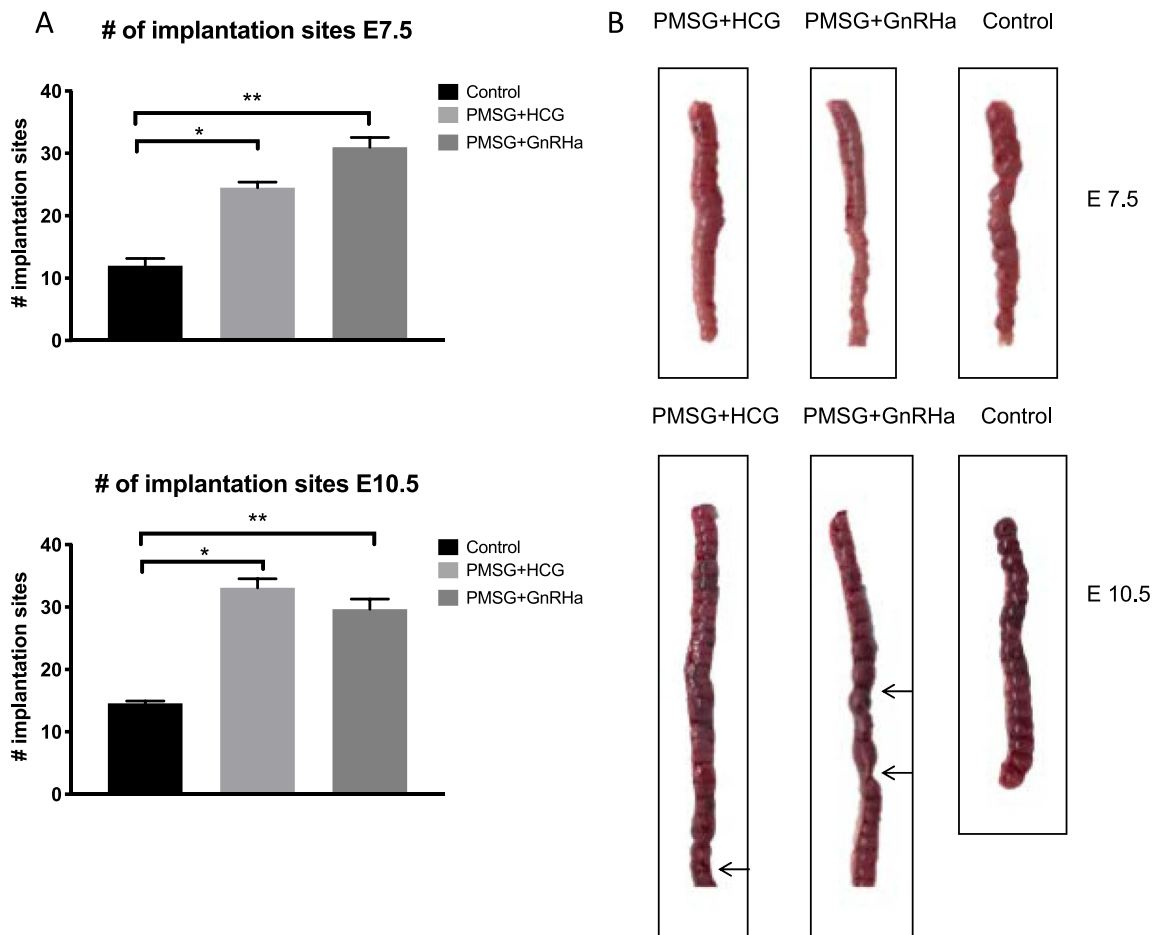 A
# of implantation sites E7.5
# implantation sites
40
30
20
10
0
*
**
Control
PMSG+HCG
PMSG+GnRHa
# of implantation sites E10.5
# implantation sites
40
30
20
10
0
*
**
Control
PMSG+HCG
PMSG+GnRHa
B
PMSG+HCG PMSG+GnRHa Control
E 7.5
PMSG+HCG PMSG+GnRHa Control
E 10.5